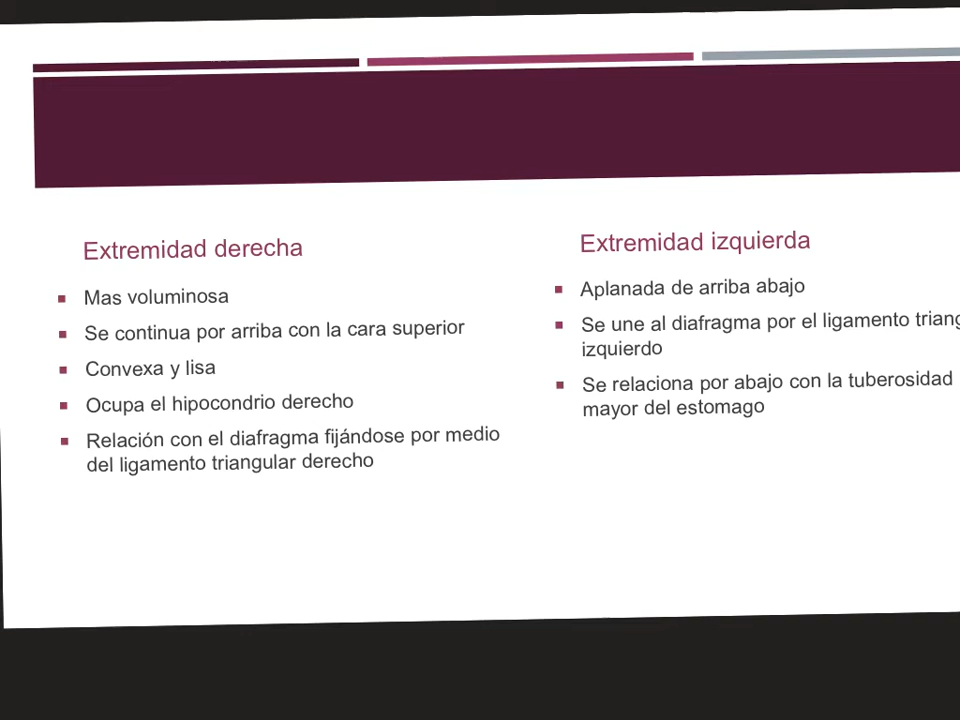 Extremidad derecha
Mas voluminosa
Se continua por arriba con la cara superior
Convexa y lisa
Ocupa el hipocondrio derecho
Relación con el diafragma fijándose por medio
del ligamento triangular derecho
Extremidad izquierda
Aplanada de arriba abajo
Se une al diafragma por el ligamento
izquierdo
Se relaciona por abajo con la tuberosidad
mayor del estomago